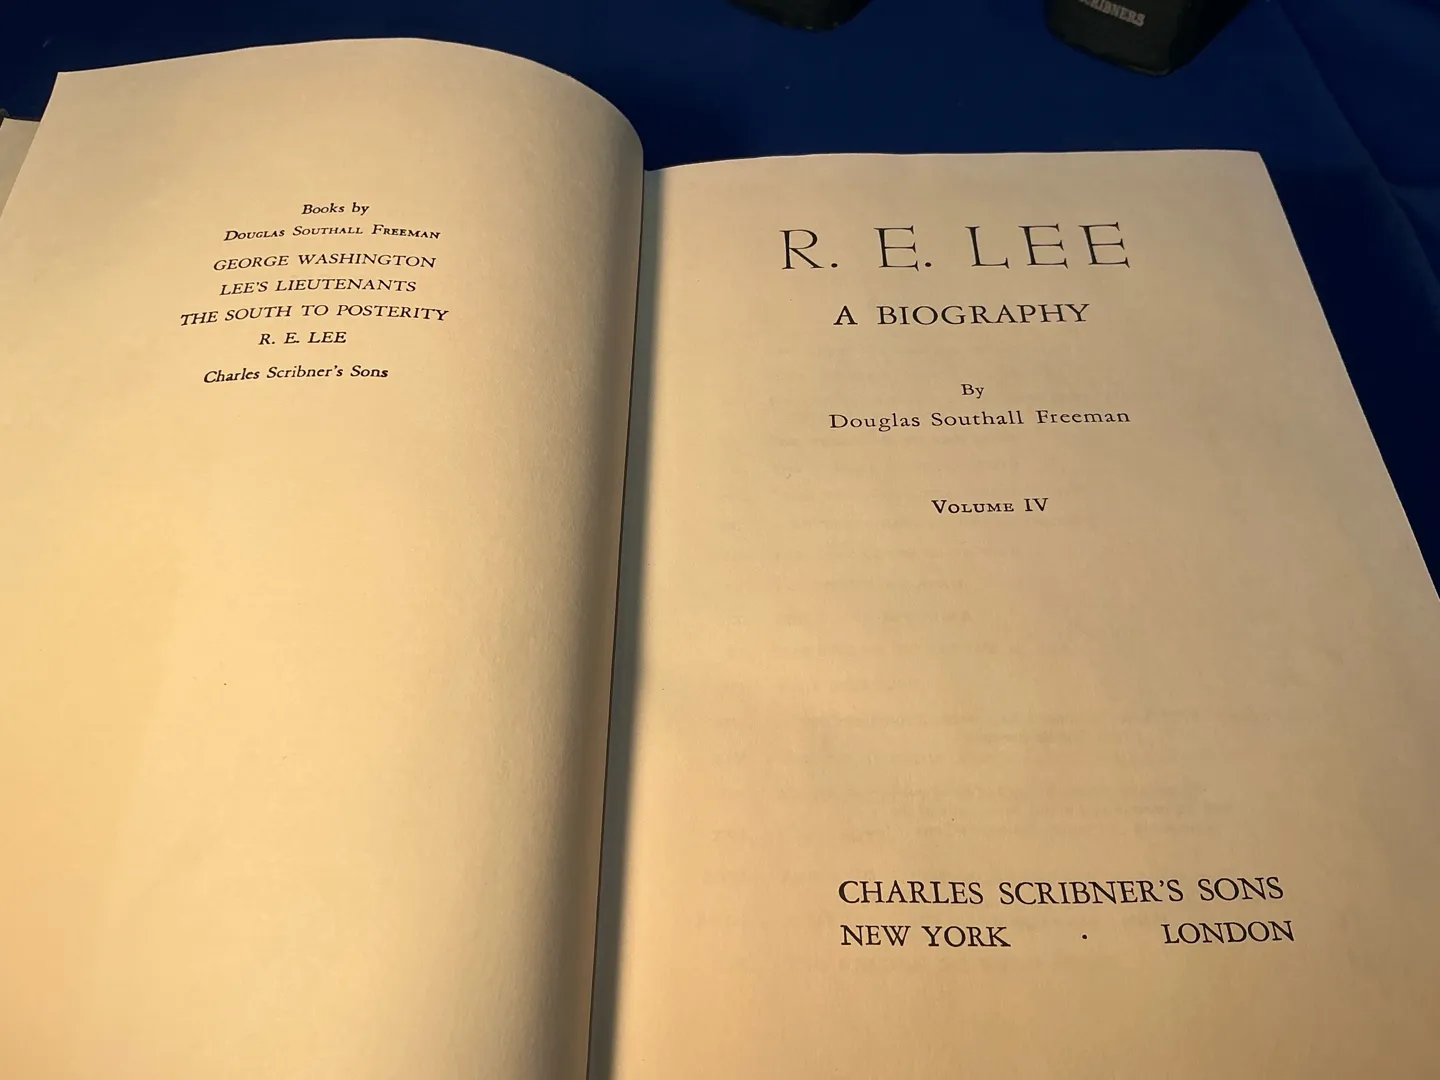 SCRIBNERS
Books by
DOUGLAS SOUTHALL FREEMAN
GEORGE WASHINGTON
LEE'S LIEUTENANTS
THE SOUTH TO POSTERITY
R. E. LEE
Charles Scribner's Sons
R. E. LEE
A BIOGRAPHY
By
Douglas Southall Freeman
VOLUME IV
CHARLES SCRIBNER'S SONS
NEW YORK · LONDON